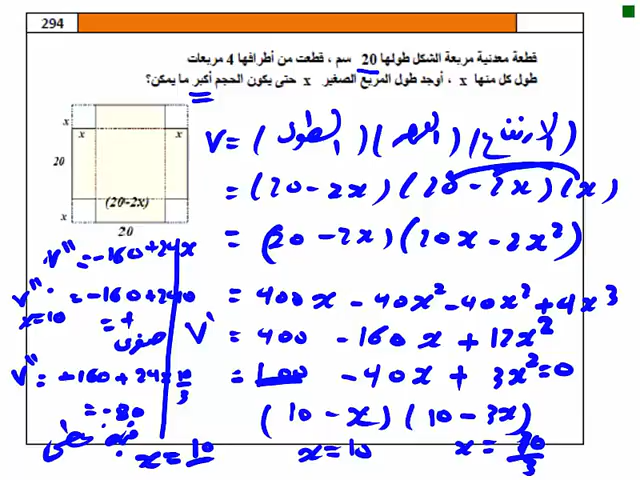 294
قطعة معدنية مربعة الشكل طولها 20 سم ، قطعت من أطرافها 4 مربعات
طول كل منها x ، أوجد طول المربع الصغير x حتى يكون الحجم أكبر ما يمكن؟
x
x x
20
(20-2x)
x
20
V = (الطول) (العرض) (الارتفاع)
= (20 - 2x) (20 - 2x) (x)
= (20 - 2x) (20x - 2x²)
= 400x - 40x² - 40x² + 4x³
V' = 400 - 160x + 12x²
= 100 - 40x + 3x² = 0
(10 - x) (10 - 3x)
x = 10 x = 10/3
V'' = -160 + 24x
V'' = -160 + 240
x = 10 = +
صغرى
V'' = -160 + 24 × 10/3
= -80
قيمة عظمى
x = 10